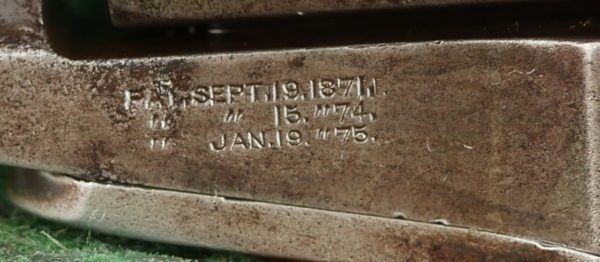 PAT. SEPT. 19. 1871.
" " 15. " 74.
" JAN. 19. " 75.